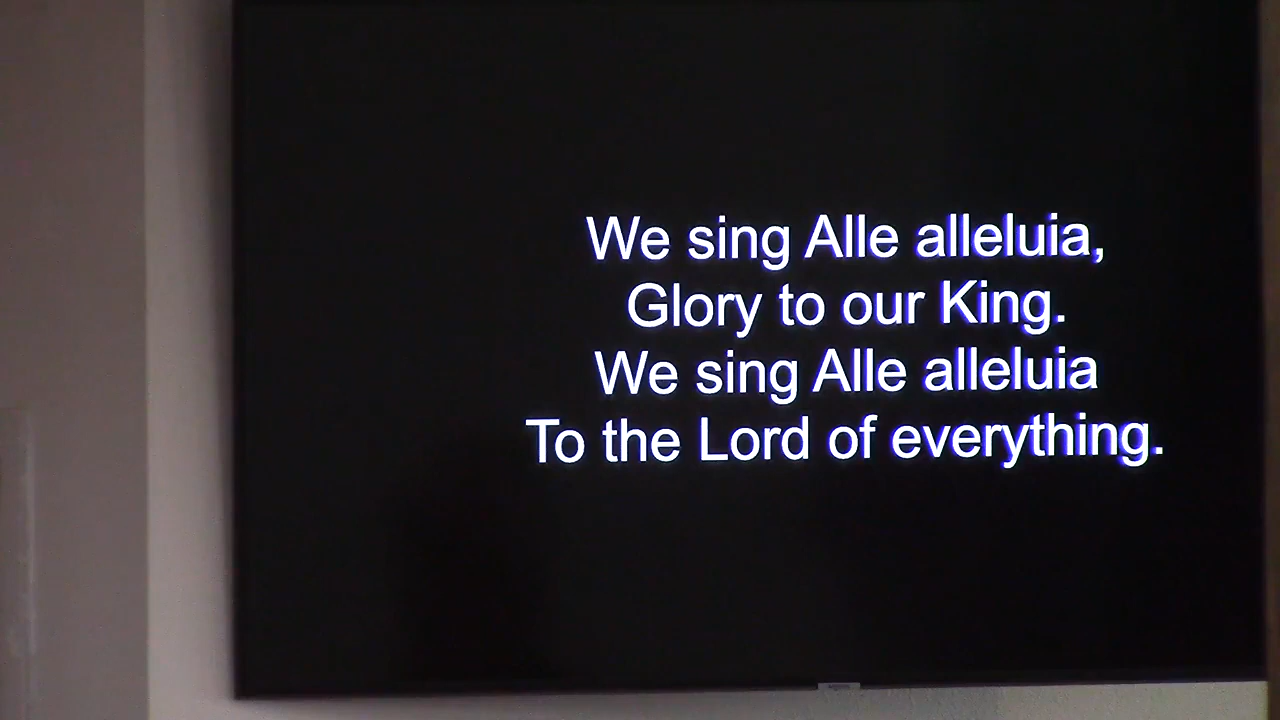 We sing Alle alleluia,
Glory to our King.
We sing Alle alleluia
To the Lord of everything.